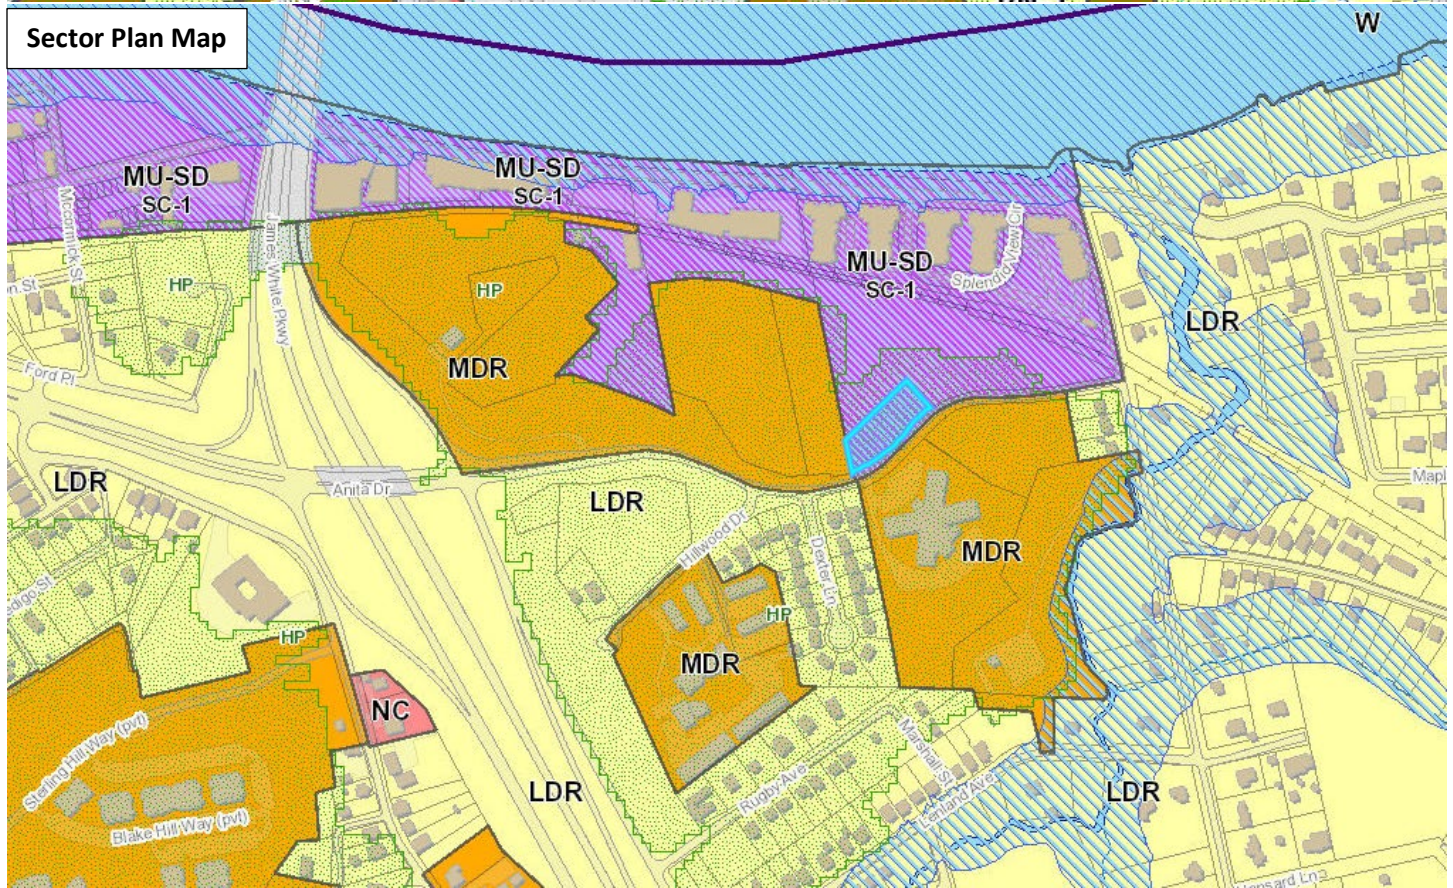 Sector Plan Map
W
MU-SD
SC-1
MU-SD
SC-1
MU-SD
SC-1
Mccormick St
James White Pkwy
Splendid View Cir
HP
HP
LDR
MDR
Ford Pl
LDR
Anita Dr
LDR
Hillwood Dr
Dexter Ln
MDR
HP
HP
MDR
NC
Sterling Hill Way (pvt)
Blake Hill Way (pvt)
LDR
Rugby Ave
Marshall St
Lenland Ave
LDR